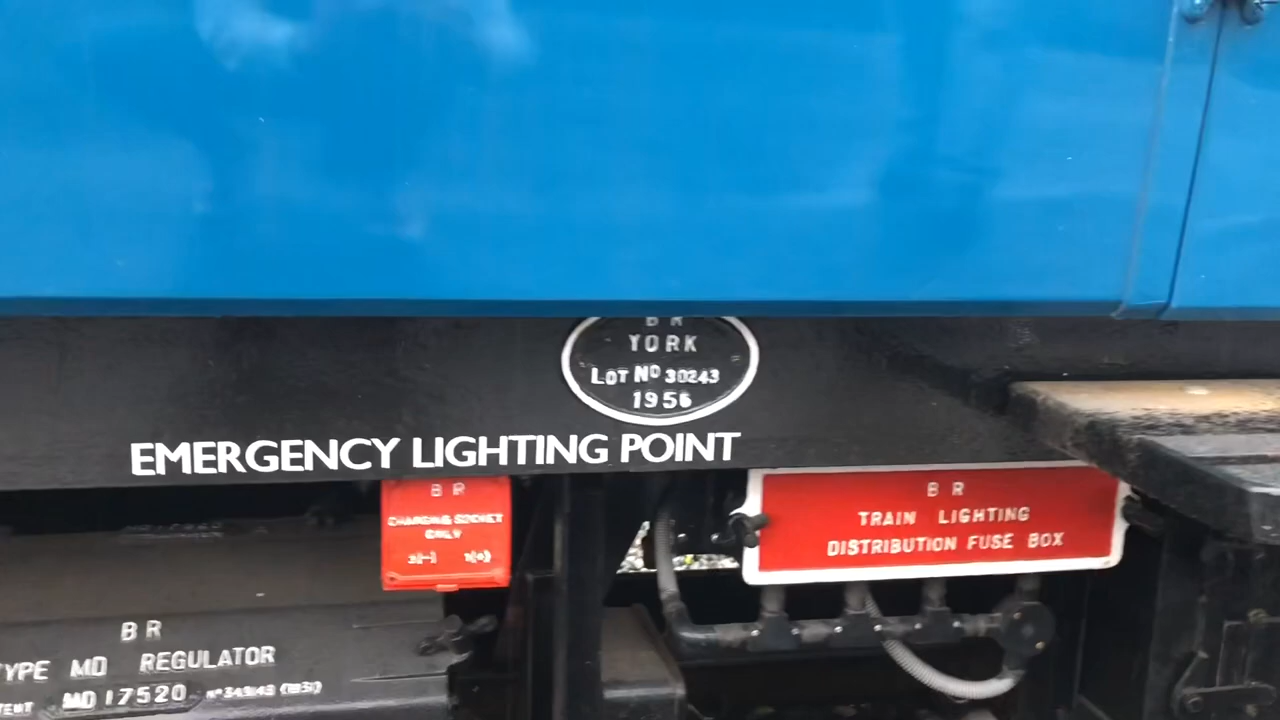 B R
YORK
LOT Nº 30243
1956
EMERGENCY LIGHTING POINT
B R
CHARGING SOCKET
ONLY
B R
TRAIN LIGHTING
DISTRIBUTION FUSE BOX
B R
TYPE MD REGULATOR
MD 17520